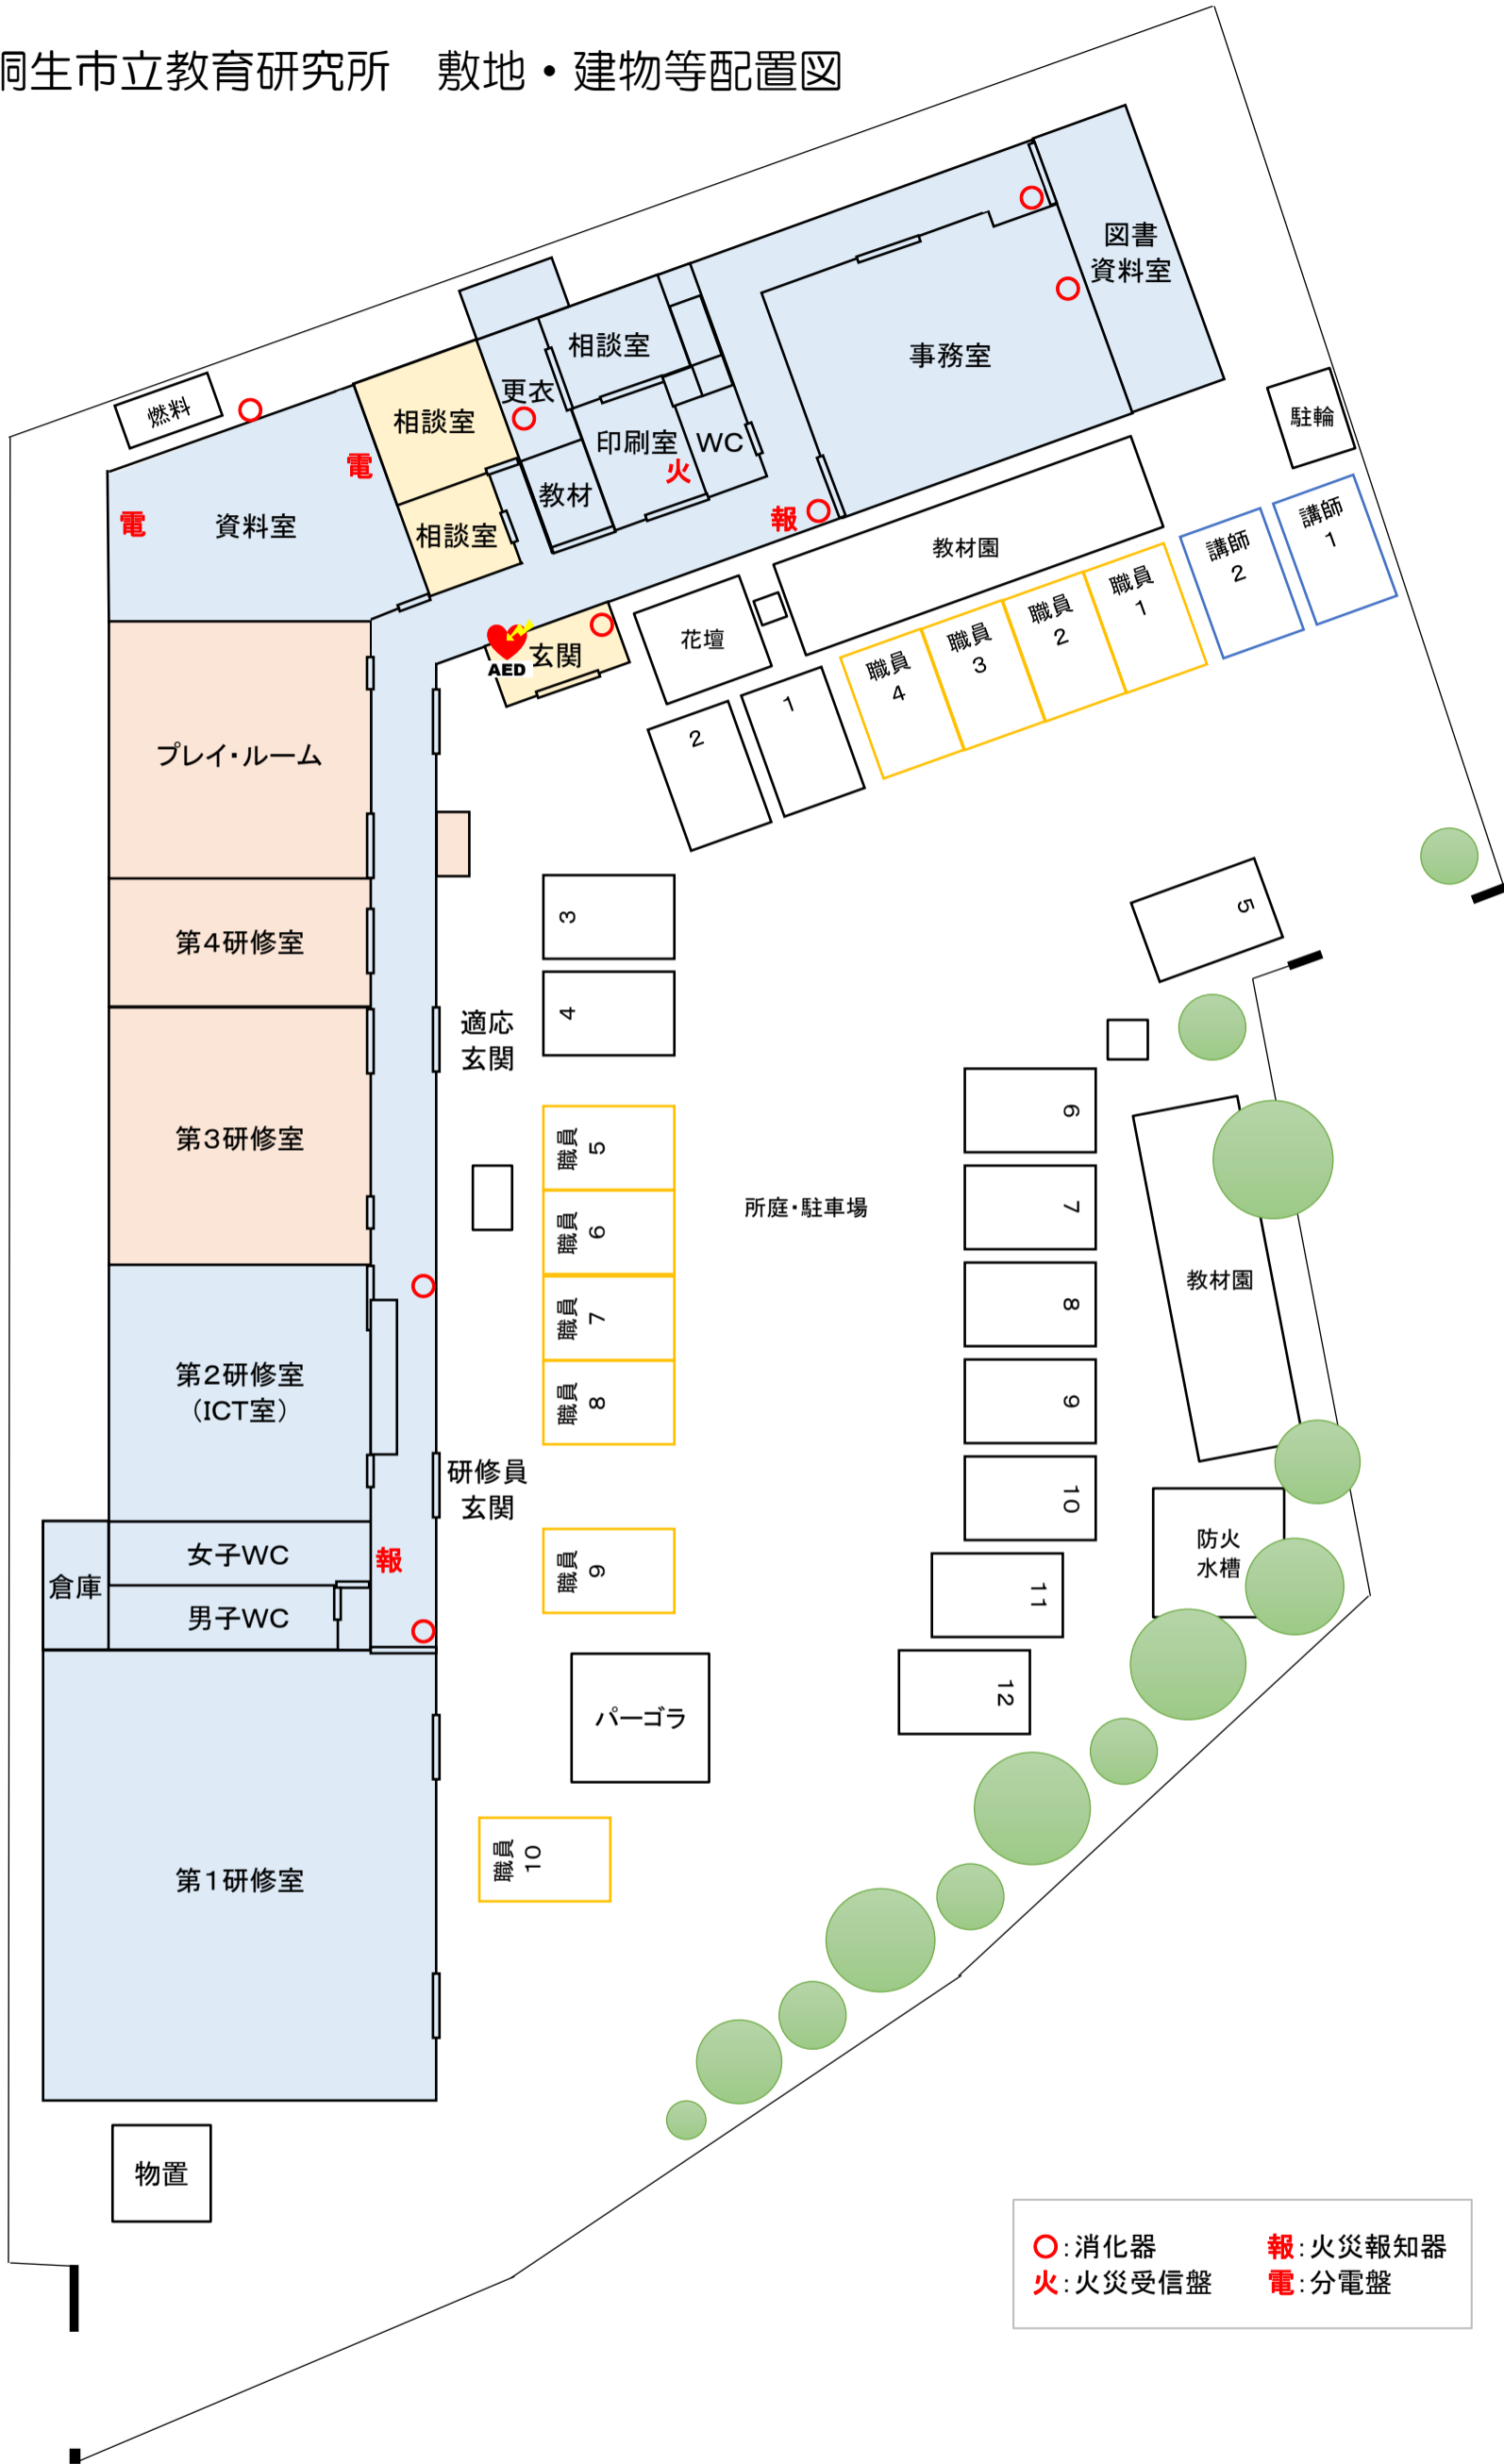 桐生市立教育研究所　敷地・建物等配置図
図書
資料室
事務室
相談室
更衣
印刷室
WC
火
教材
報
相談室
相談室
燃料
電
電
資料室
駐輪
教材園
講師
1
講師
2
職員
1
職員
2
職員
3
職員
4
花壇
玄関
AED
1
2
プレイ・ルーム
第4研修室
第3研修室
第2研修室
（ICT室）
女子WC
男子WC
倉庫
報
第1研修室
物置
適応
玄関
研修員
玄関
3
4
職員
5
職員
6
職員
7
職員
8
職員
9
職員
10
パーゴラ
所庭・駐車場
5
6
7
8
9
10
11
12
教材園
防火
水槽
：消化器
報：火災報知器
火：火災受信盤
電：分電盤